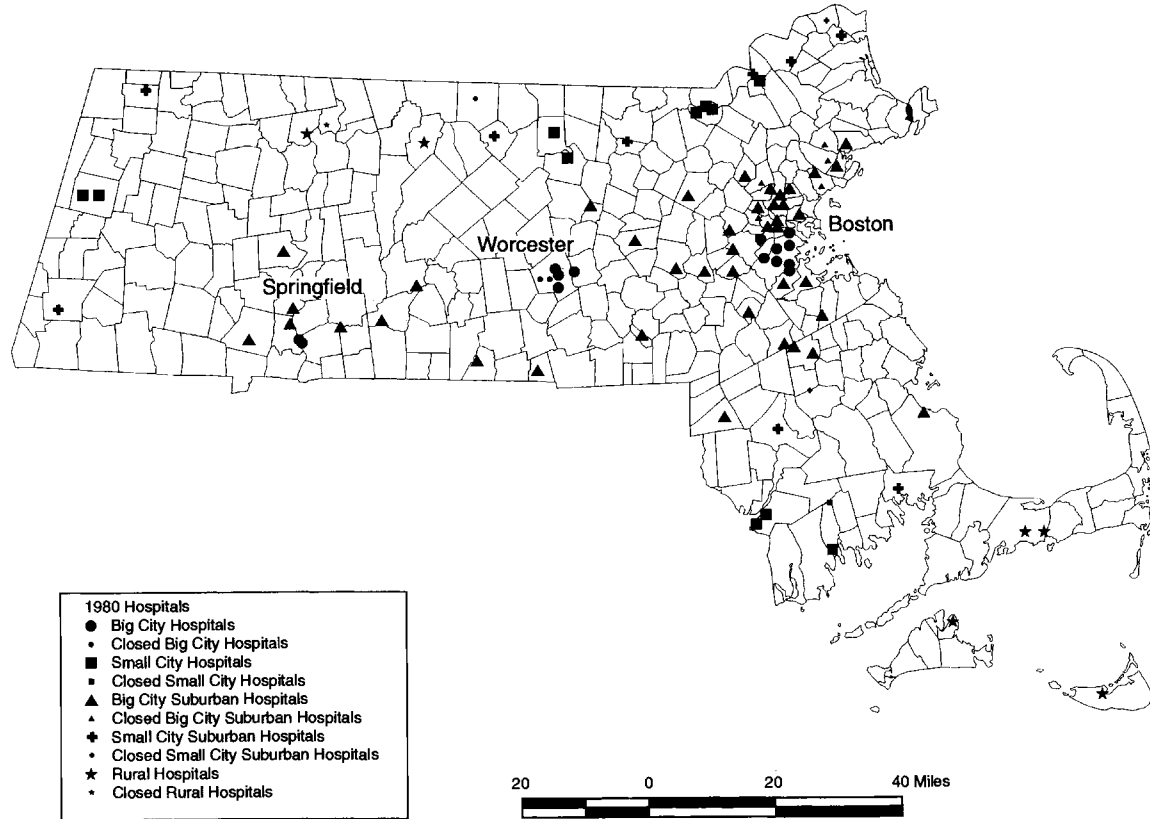 Boston
Worcester
Springfield
1980 Hospitals
Big City Hospitals
Closed Big City Hospitals
Small City Hospitals
Closed Small City Hospitals
Big City Suburban Hospitals
Closed Big City Suburban Hospitals
Small City Suburban Hospitals
Closed Small City Suburban Hospitals
Rural Hospitals
Closed Rural Hospitals
20 0 20 40 Miles